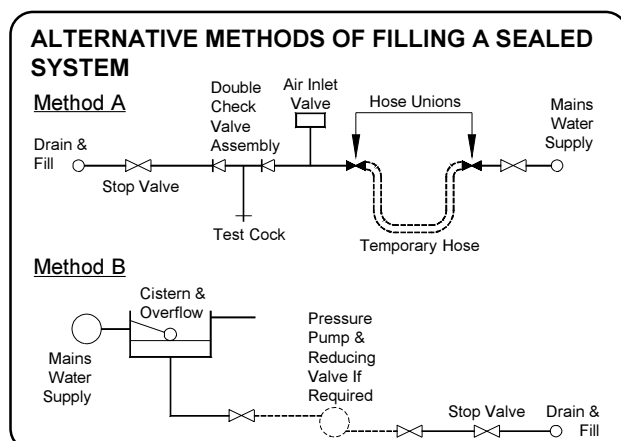 ALTERNATIVE METHODS OF FILLING A SEALED
SYSTEM
Method A
Double
Check
Valve
Assembly
Air Inlet
Valve
Hose Unions
Mains
Water
Supply
Drain &
Fill
Stop Valve
Test Cock
Temporary Hose
Method B
Cistern &
Overflow
Mains
Water
Supply
Pressure
Pump &
Reducing
Valve If
Required
Stop Valve
Drain &
Fill